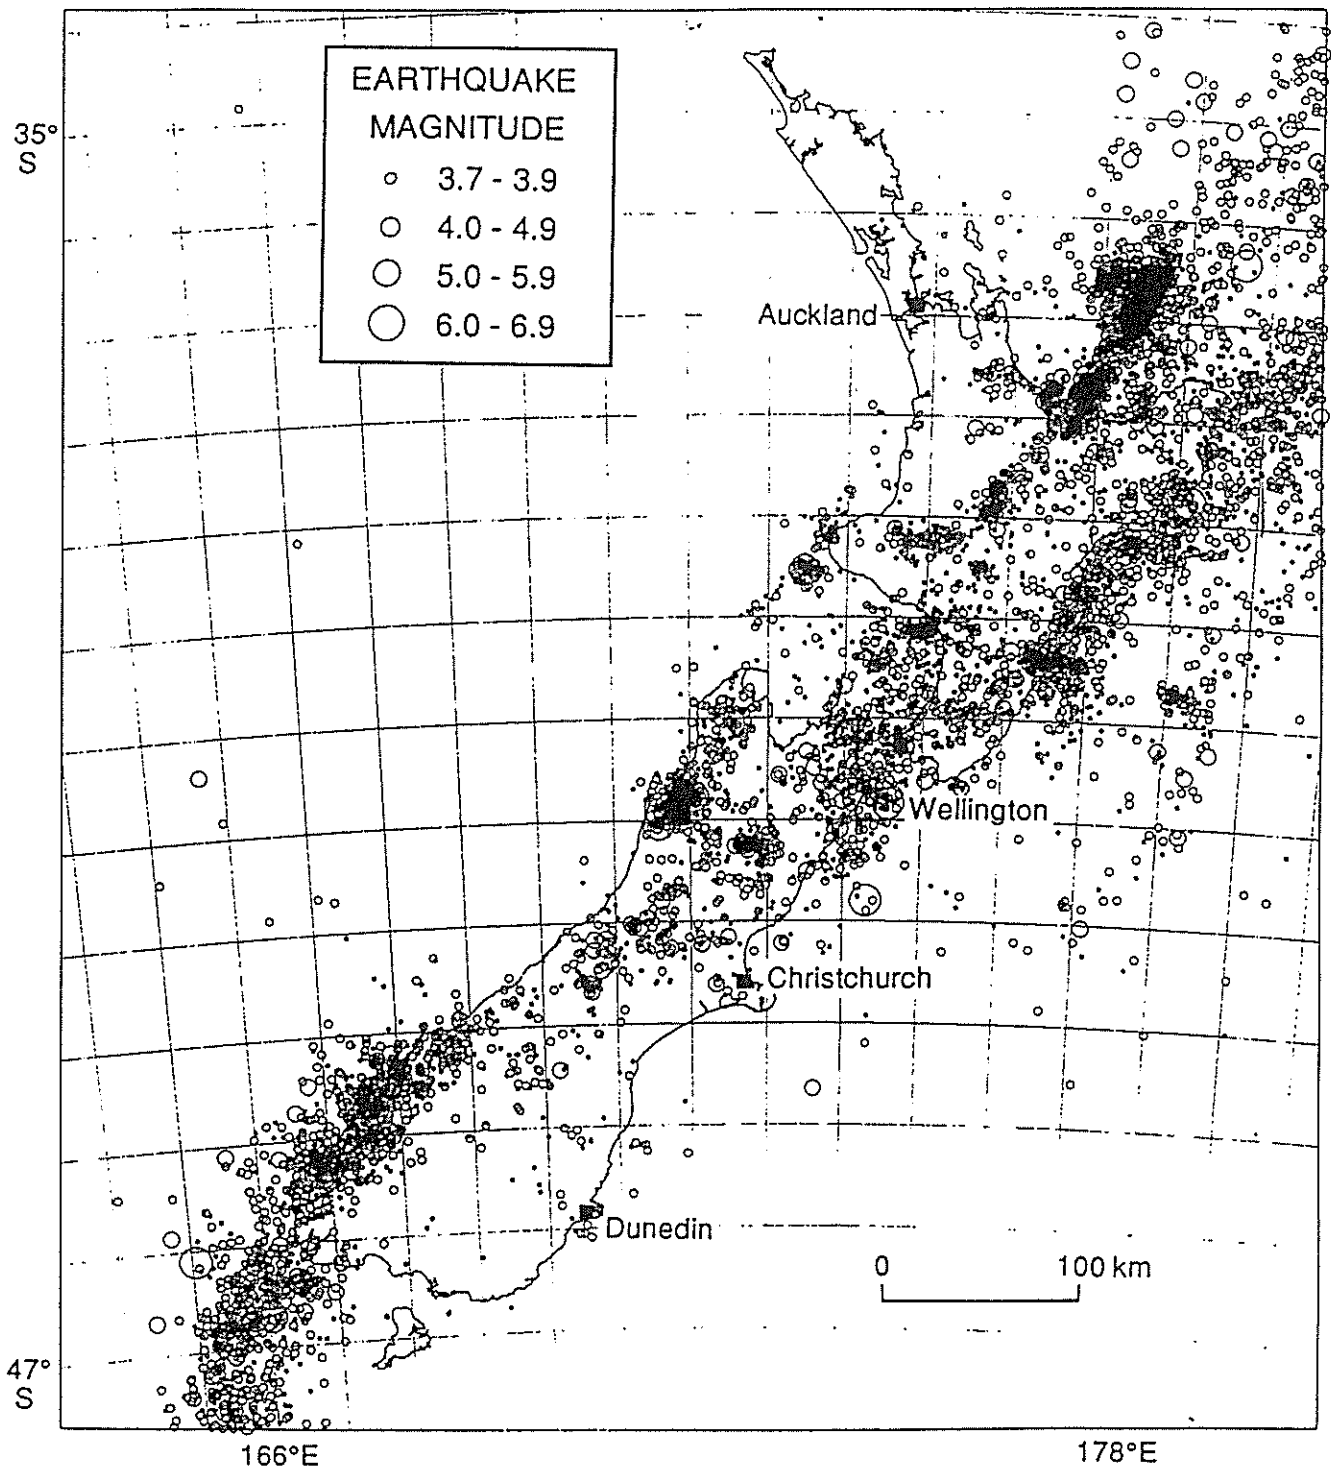 EARTHQUAKE
MAGNITUDE
3.7 - 3.9
4.0 - 4.9
5.0 - 5.9
6.0 - 6.9
35°
S
Auckland
Wellington
Christchurch
Dunedin
0 100 km
47°
S
166°E 178°E